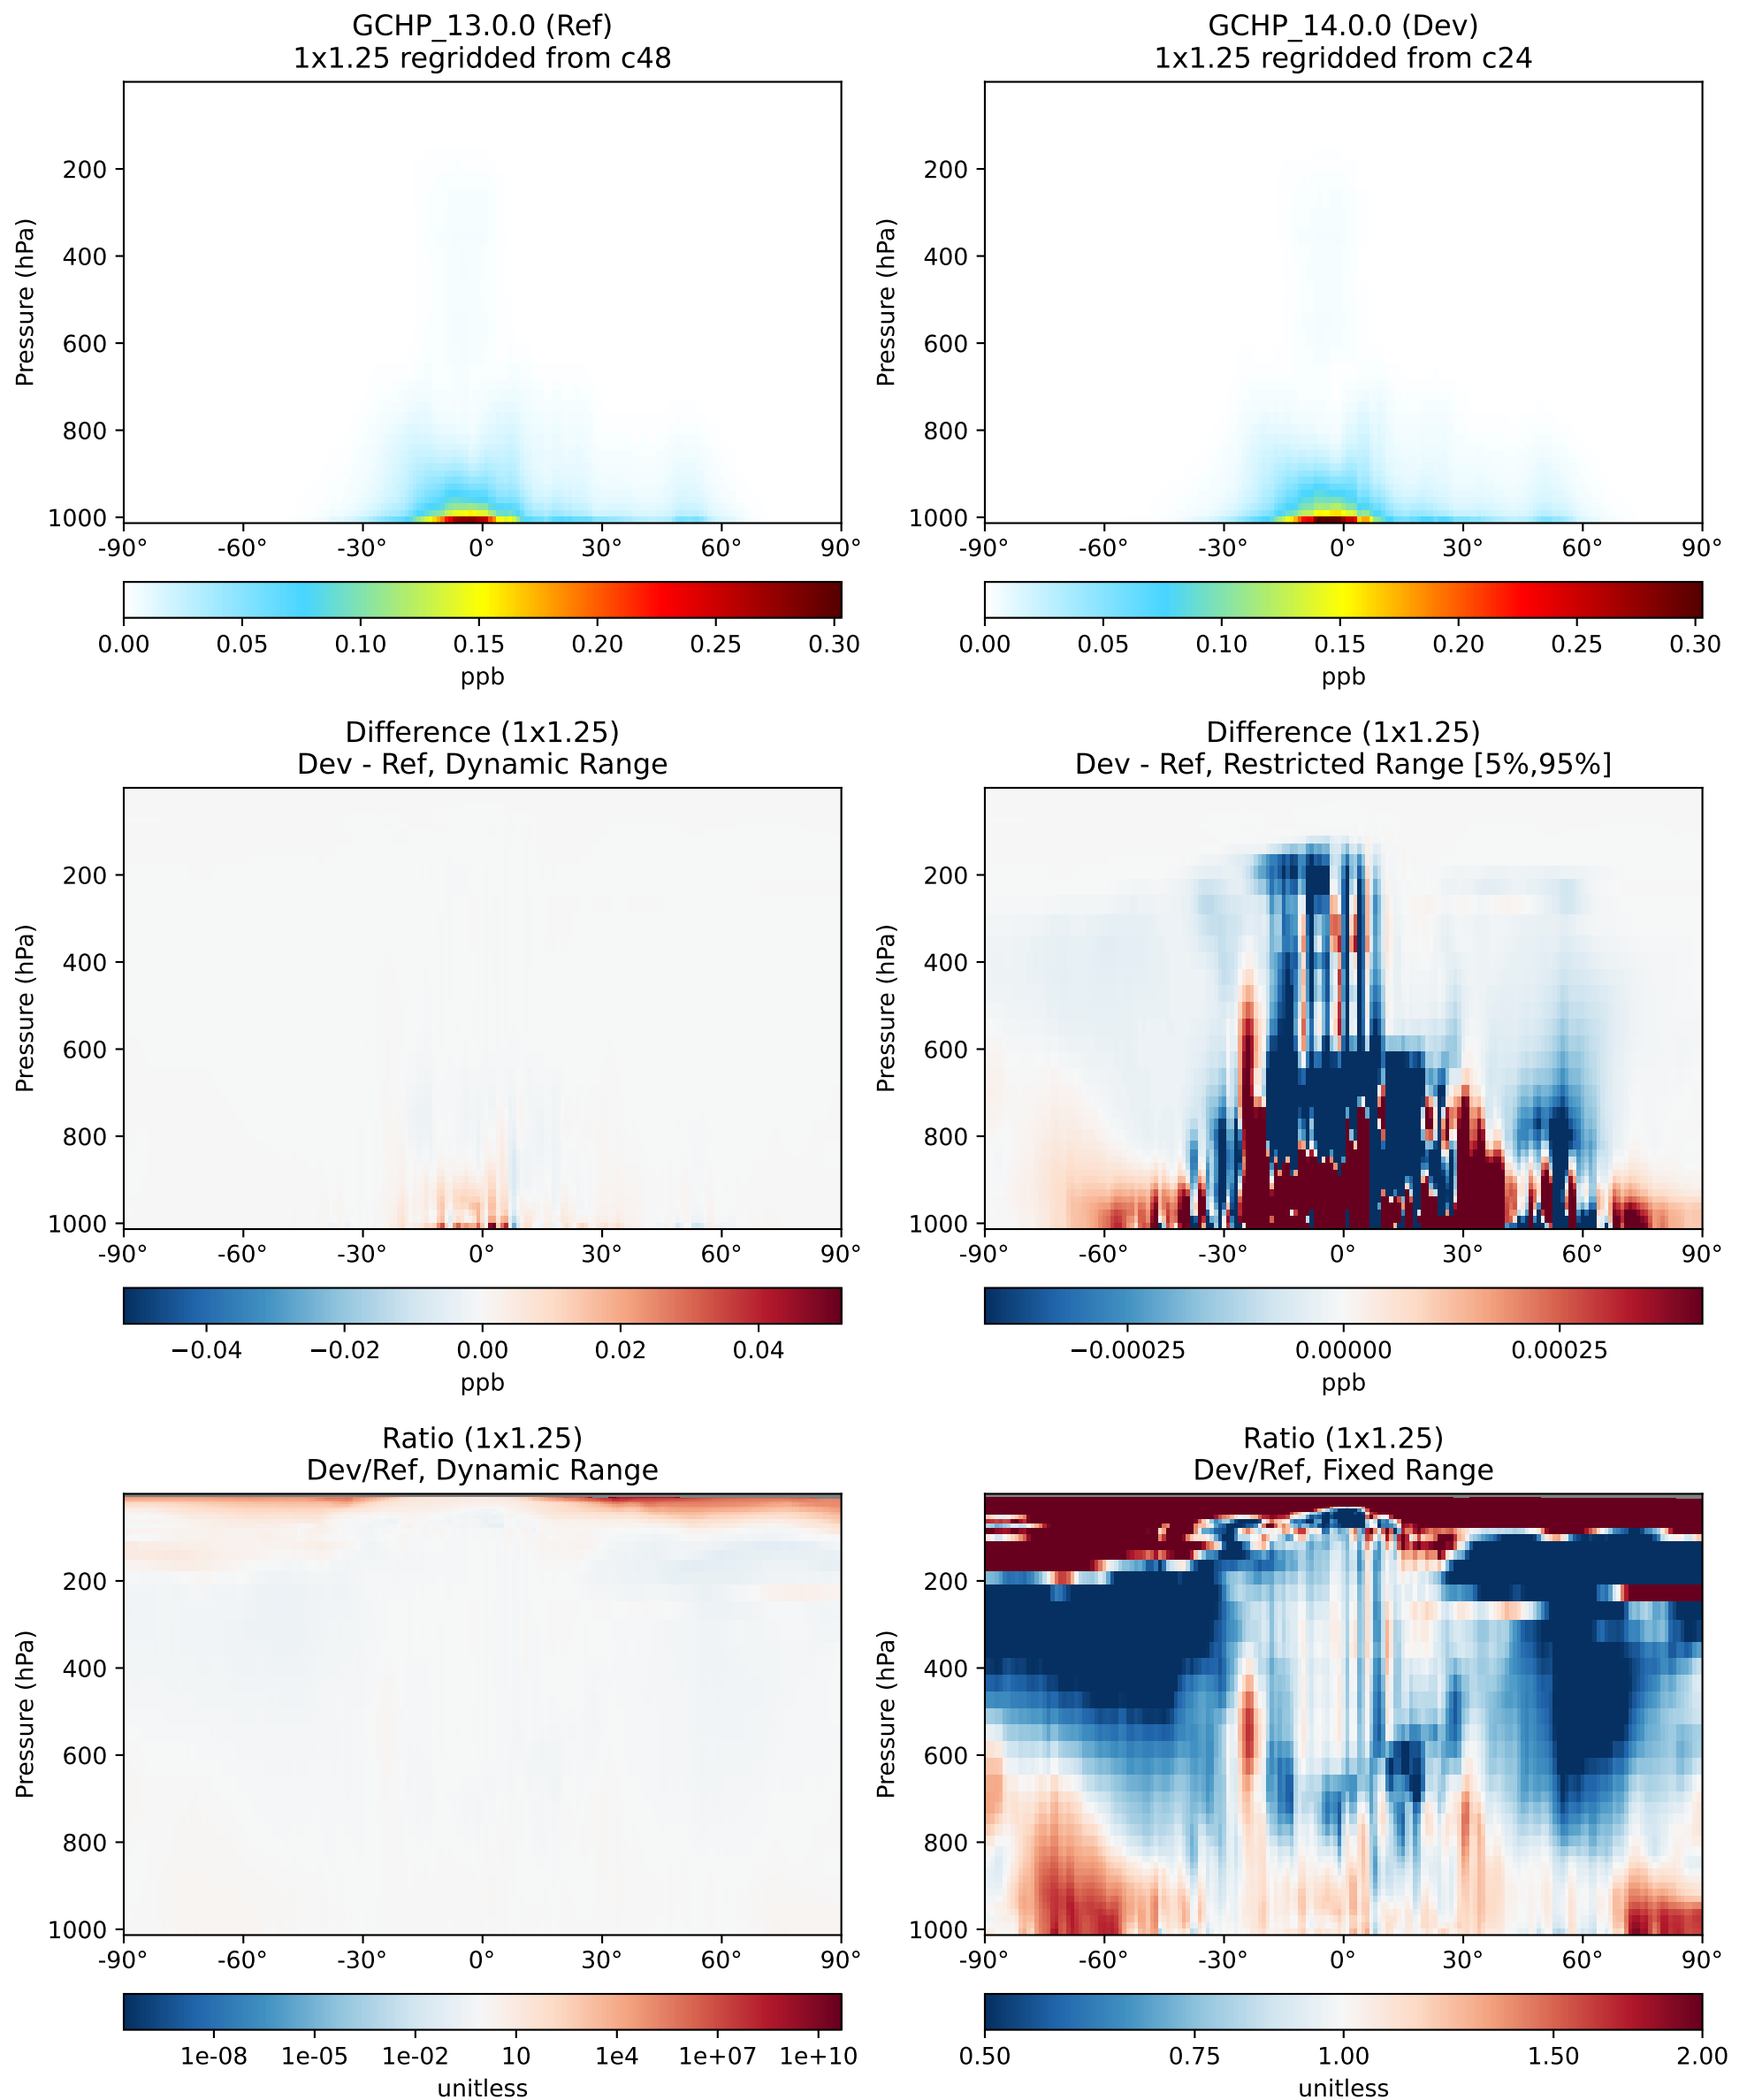 GCHP_13.0.0 (Ref)
1x1.25 regridded from c48
Pressure (hPa)
200
400
600
800
1000
-90° -60° -30° 0° 30° 60° 90°
0.00 0.05 0.10 0.15 0.20 0.25 0.30
ppb
GCHP_14.0.0 (Dev)
1x1.25 regridded from c24
Pressure (hPa)
200
400
600
800
1000
-90° -60° -30° 0° 30° 60° 90°
0.00 0.05 0.10 0.15 0.20 0.25 0.30
ppb
Difference (1x1.25)
Dev - Ref, Dynamic Range
Pressure (hPa)
200
400
600
800
1000
-90° -60° -30° 0° 30° 60° 90°
−0.04 −0.02 0.00 0.02 0.04
ppb
Difference (1x1.25)
Dev - Ref, Restricted Range [5%,95%]
Pressure (hPa)
200
400
600
800
1000
-90° -60° -30° 0° 30° 60° 90°
−0.00025 0.00000 0.00025
ppb
Ratio (1x1.25)
Dev/Ref, Dynamic Range
Pressure (hPa)
200
400
600
800
1000
-90° -60° -30° 0° 30° 60° 90°
1e-08 1e-05 1e-02 10 1e+04 1e+07 1e+10
unitless
Ratio (1x1.25)
Dev/Ref, Fixed Range
Pressure (hPa)
200
400
600
800
1000
-90° -60° -30° 0° 30° 60° 90°
0.50 0.75 1.00 1.50 2.00
unitless